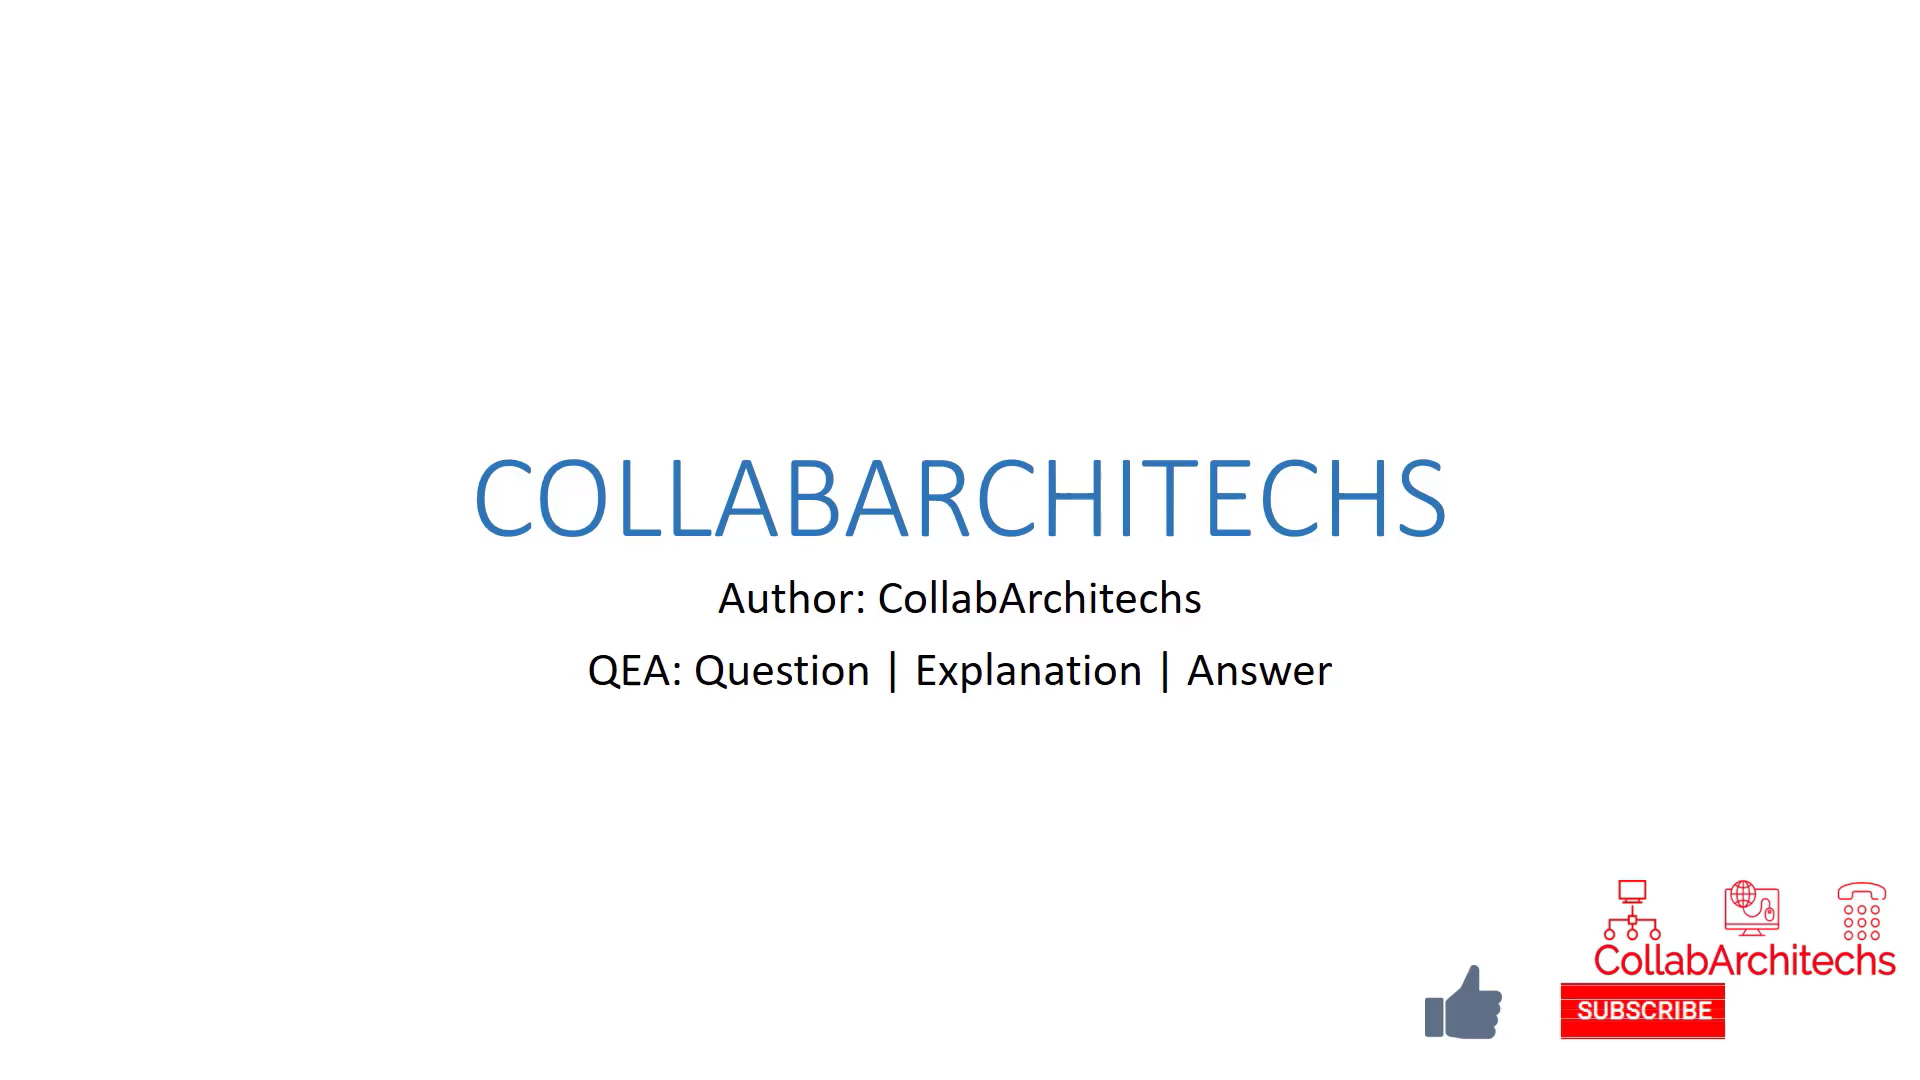 COLLABARCHITECHS
Author: CollabArchitechs
QEA: Question | Explanation | Answer
CollabArchitechs
SUBSCRIBE